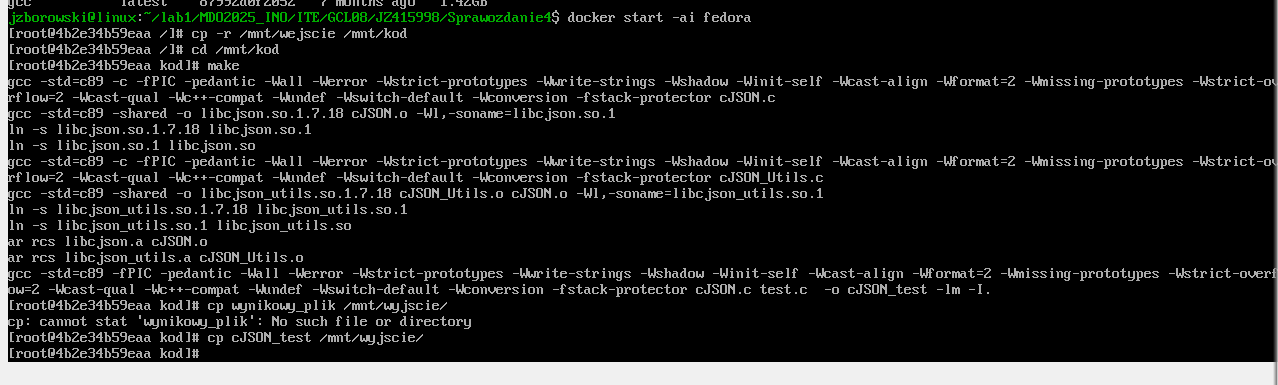 gcc 87992d0f2052 7 months ago 1.42GB
jzborowski@linux:~/lab1/MDO2025_INO/ITE/GCL08/JZ415998/Sprawozdanie4$ docker start -ai fedora
[root@4b2e34b59eaa /]# cp -r /mnt/wejscie /mnt/kod
[root@4b2e34b59eaa /]# cd /mnt/kod
[root@4b2e34b59eaa kod]# make
gcc -std=c89 -c -fPIC -pedantic -Wall -Werror -Wstrict-prototypes -Wwrite-strings -Wshadow -Winit-self -Wcast-align -Wformat=2 -Wmissing-prototypes -Wstrict-ov
rflow=2 -Wcast-qual -Wc++-compat -Wundef -Wswitch-default -Wconversion -fstack-protector cJSON.c
gcc -std=c89 -shared -o libcjson.so.1.7.18 cJSON.o -Wl,-soname=libcjson.so.1
ln -s libcjson.so.1.7.18 libcjson.so.1
ln -s libcjson.so.1 libcjson.so
gcc -std=c89 -c -fPIC -pedantic -Wall -Werror -Wstrict-prototypes -Wwrite-strings -Wshadow -Winit-self -Wcast-align -Wformat=2 -Wmissing-prototypes -Wstrict-ov
rflow=2 -Wcast-qual -Wc++-compat -Wundef -Wswitch-default -Wconversion -fstack-protector cJSON_Utils.c
gcc -std=c89 -shared -o libcjson_utils.so.1.7.18 cJSON_Utils.o cJSON.o -Wl,-soname=libcjson_utils.so.1
ln -s libcjson_utils.so.1.7.18 libcjson_utils.so.1
ln -s libcjson_utils.so.1 libcjson_utils.so
ar rcs libcjson.a cJSON.o
ar rcs libcjson_utils.a cJSON_Utils.o
gcc -std=c89 -fPIC -pedantic -Wall -Werror -Wstrict-prototypes -Wwrite-strings -Wshadow -Winit-self -Wcast-align -Wformat=2 -Wmissing-prototypes -Wstrict-overf
ow=2 -Wcast-qual -Wc++-compat -Wundef -Wswitch-default -Wconversion -fstack-protector cJSON.c test.c  -o cJSON_test -lm -I.
[root@4b2e34b59eaa kod]# cp wynikowy_plik /mnt/wyjscie/
cp: cannot stat 'wynikowy_plik': No such file or directory
[root@4b2e34b59eaa kod]# cp cJSON_test /mnt/wyjscie/
[root@4b2e34b59eaa kod]#